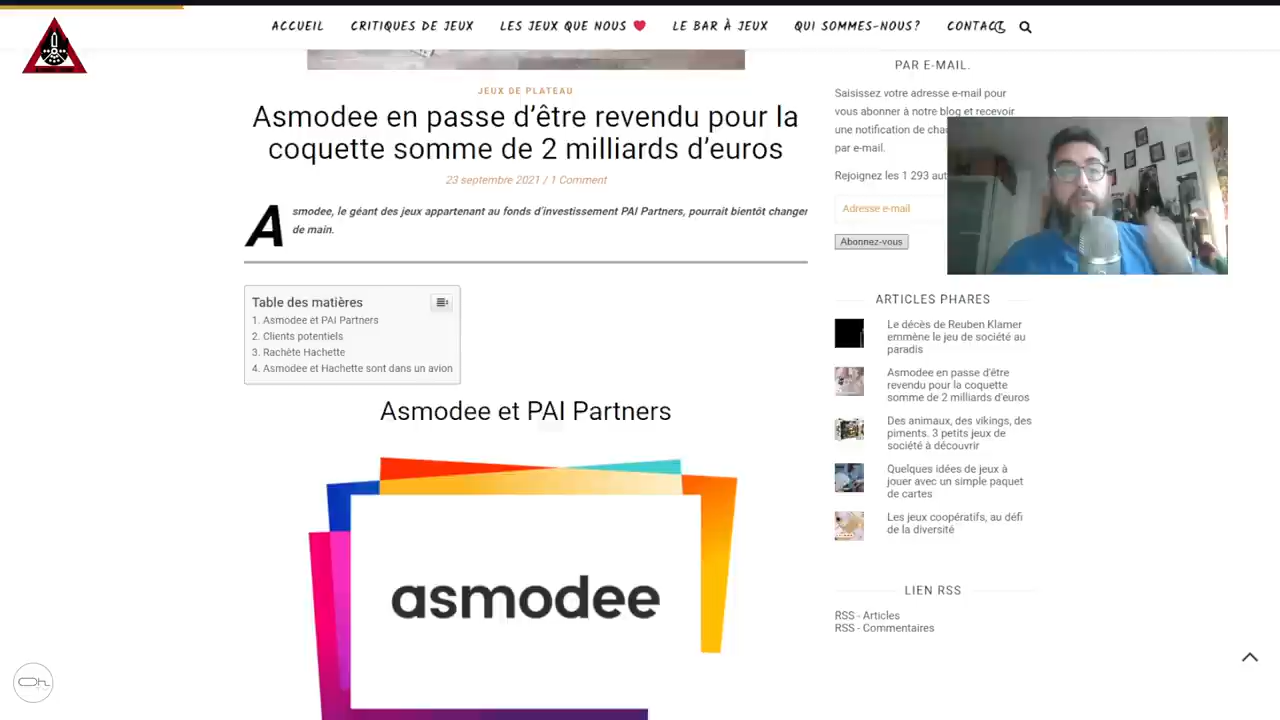 ACCUEIL CRITIQUES DE JEUX LES JEUX QUE NOUS LE BAR À JEUX QUI SOMMES-NOUS? CONTACT
JEUX DE PLATEAU
Asmodee en passe d'être revendu pour la
coquette somme de 2 milliards d'euros
23 septembre 2021 / 1 Comment
Asmodee, le géant des jeux appartenant au fonds d'investissement PAI Partners, pourrait bientôt changer
de main.
Table des matières
1. Asmodee et PAI Partners
2. Clients potentiels
3. Rachète Hachette
4. Asmodee et Hachette sont dans un avion
Asmodee et PAI Partners
asmodee
PAR E-MAIL.
Saisissez votre adresse e-mail pour
vous abonner à notre blog et recevoir
une notification de
par e-mail.
Rejoignez les 1 293
Adresse e-mail
Abonnez-vous
ARTICLES PHARES
Le décès de Reuben Klamer
emmène le jeu de société au
paradis
Asmodee en passe d'être
revendu pour la coquette
somme de 2 milliards d'euros
Des animaux, des vikings, des
piments. 3 petits jeux de
société à découvrir
Quelques idées de jeux à
jouer avec un simple paquet
de cartes
Les jeux coopératifs, au défi
de la diversité
LIEN RSS
RSS - Articles
RSS - Commentaires